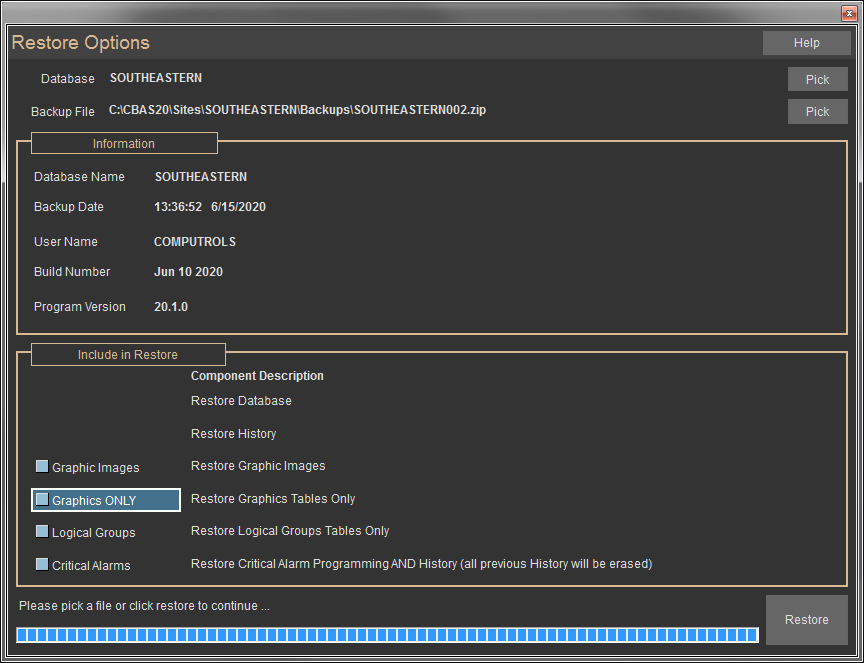 Restore Options
Help
Database SOUTHEASTERN Pick
Backup File C:\CBAS20\Sites\SOUTHEASTERN\Backups\SOUTHEASTERN002.zip Pick
Information
Database Name SOUTHEASTERN
Backup Date 13:36:52 6/15/2020
User Name COMPUTROLS
Build Number Jun 10 2020
Program Version 20.1.0
Include in Restore
Component Description
Restore Database
Restore History
Graphic Images Restore Graphic Images
Graphics ONLY Restore Graphics Tables Only
Logical Groups Restore Logical Groups Tables Only
Critical Alarms Restore Critical Alarm Programming AND History (all previous History will be erased)
Please pick a file or click restore to continue ...
Restore